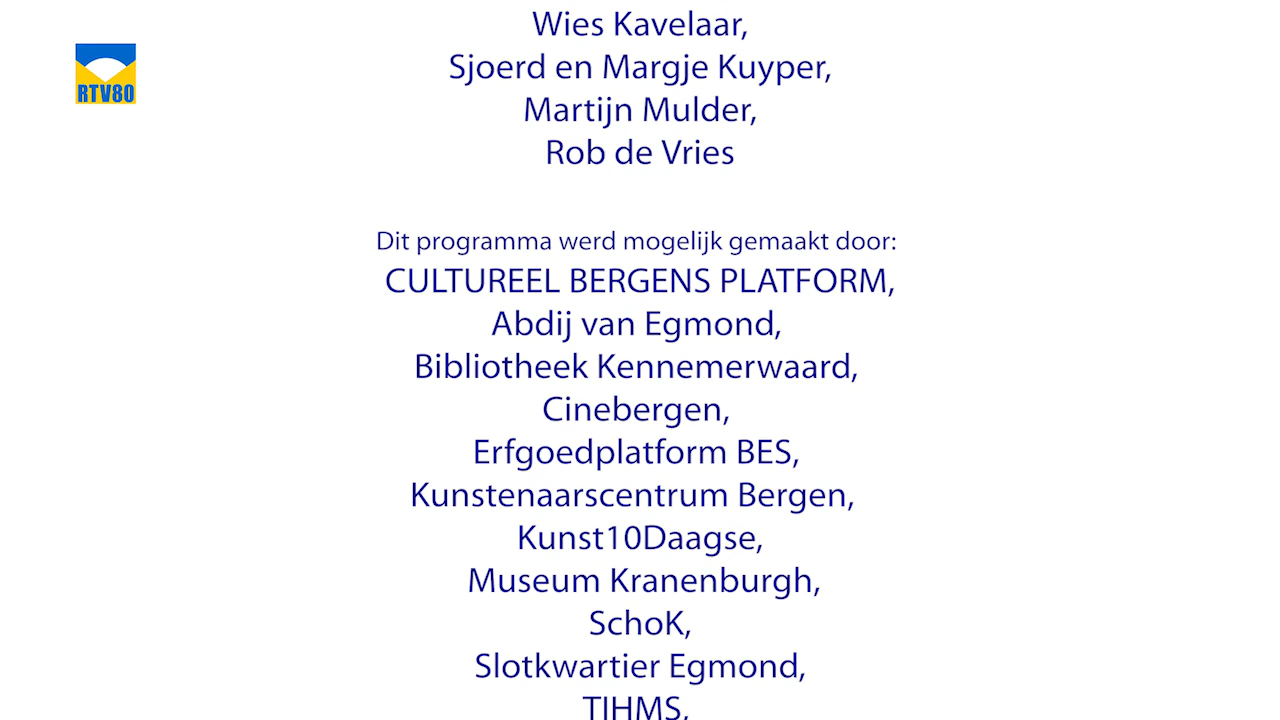 Wies Kavelaar,
Sjoerd en Margje Kuyper,
Martijn Mulder,
Rob de Vries
RTV80
Dit programma werd mogelijk gemaakt door:
CULTUREEL BERGENS PLATFORM,
Abdij van Egmond,
Bibliotheek Kennemerwaard,
Cinebergen,
Erfgoedplatform BES,
Kunstenaarscentrum Bergen,
Kunst10Daagse,
Museum Kranenburgh,
SchoK,
Slotkwartier Egmond,
TIHMS,